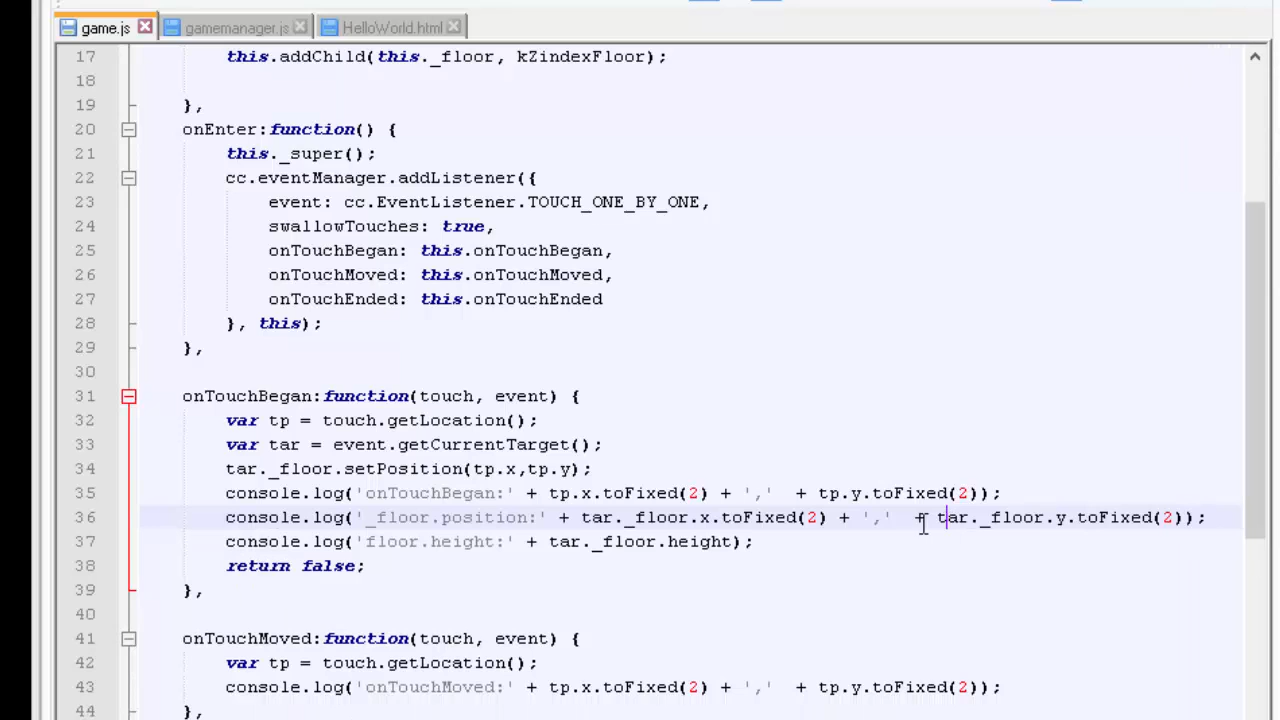 game.js gamemanager.js HelloWorld.html
17 this.addChild(this._floor, kZindexFloor);
18
19 },
20 onEnter:function() {
21 this._super();
22 cc.eventManager.addListener({
23 event: cc.EventListener.TOUCH_ONE_BY_ONE,
24 swallowTouches: true,
25 onTouchBegan: this.onTouchBegan,
26 onTouchMoved: this.onTouchMoved,
27 onTouchEnded: this.onTouchEnded
28 }, this);
29 },
30
31 onTouchBegan:function(touch, event) {
32 var tp = touch.getLocation();
33 var tar = event.getCurrentTarget();
34 tar._floor.setPosition(tp.x,tp.y);
35 console.log('onTouchBegan:' + tp.x.toFixed(2) + ',' + tp.y.toFixed(2));
36 console.log('_floor.position:' + tar._floor.x.toFixed(2) + ',' + tar._floor.y.toFixed(2));
37 console.log('floor.height:' + tar._floor.height);
38 return false;
39 },
40
41 onTouchMoved:function(touch, event) {
42 var tp = touch.getLocation();
43 console.log('onTouchMoved:' + tp.x.toFixed(2) + ',' + tp.y.toFixed(2));
44 },